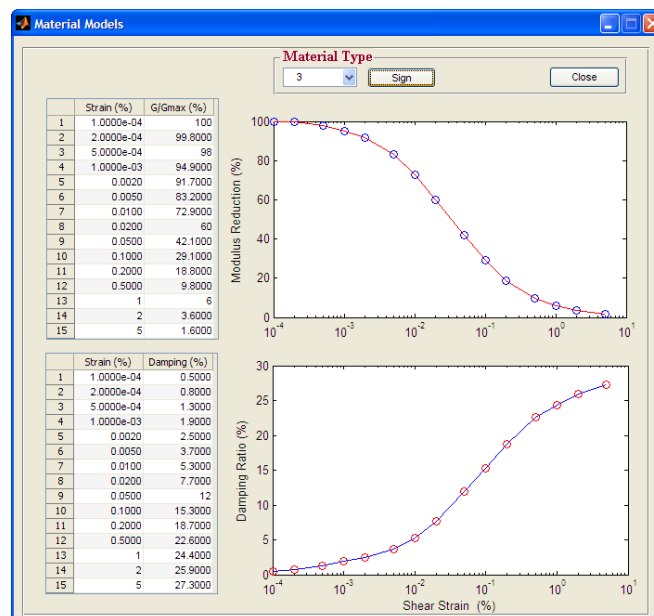 Material Models
Material Type
3 Sign Close
Strain (%) G/Gmax (%)
1 1.0000e-04 100
2 2.0000e-04 99.8000
3 5.0000e-04 98
4 1.0000e-03 94.9000
5 0.0020 91.7000
6 0.0050 83.2000
7 0.0100 72.9000
8 0.0200 60
9 0.0500 42.1000
10 0.1000 29.1000
11 0.2000 18.8000
12 0.5000 9.8000
13 1 6
14 2 3.6000
15 5 1.6000
Modulus Reduction (%)
100
80
60
40
20
0
10^-4 10^-3 10^-2 10^-1 10^0 10^1
Strain (%) Damping (%)
1 1.0000e-04 0.5000
2 2.0000e-04 0.8000
3 5.0000e-04 1.3000
4 1.0000e-03 1.9000
5 0.0020 2.5000
6 0.0050 3.7000
7 0.0100 5.3000
8 0.0200 7.7000
9 0.0500 12
10 0.1000 15.3000
11 0.2000 18.7000
12 0.5000 22.6000
13 1 24.4000
14 2 25.9000
15 5 27.3000
Damping Ratio (%)
30
25
20
15
10
5
0
10^-4 10^-3 10^-2 10^-1 10^0 10^1
Shear Strain (%)